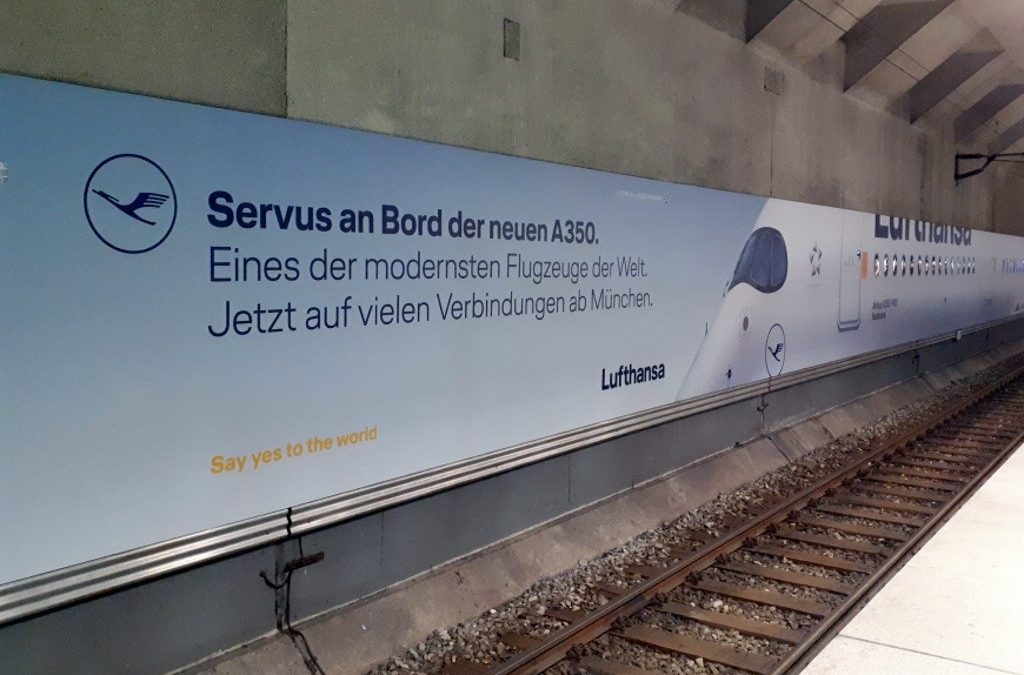 Servus an Bord der neuen A350.
Eines der modernsten Flugzeuge der Welt.
Jetzt auf vielen Verbindungen ab München.
Lufthansa
Say yes to the world
Lufthansa